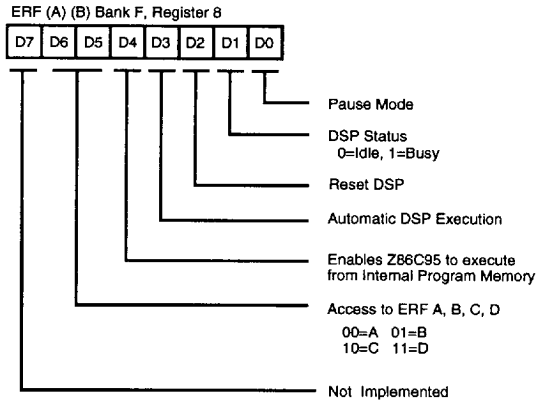 ERF (A) (B) Bank F, Register 8
D7 D6 D5 D4 D3 D2 D1 D0
Pause Mode
DSP Status
0=Idle, 1=Busy
Reset DSP
Automatic DSP Execution
Enables Z86C95 to execute
from Internal Program Memory
Access to ERF A, B, C, D
00=A 01=B
10=C 11=D
Not Implemented